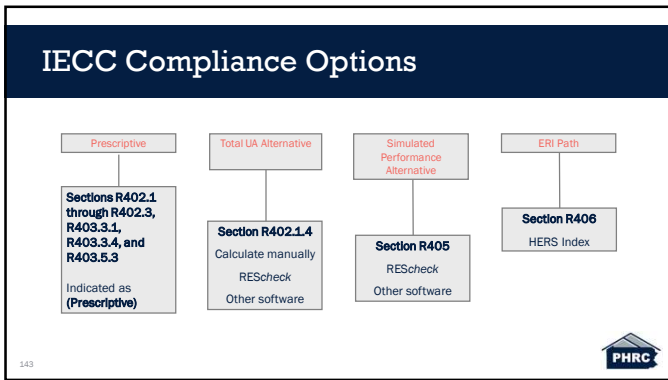 IECC Compliance Options
Prescriptive
Sections R402.1
through R402.3,
R403.3.1,
R403.3.4, and
R403.5.3
Indicated as
(Prescriptive)
Total UA Alternative
Section R402.1.4
Calculate manually
REScheck
Other software
Simulated
Performance
Alternative
Section R405
REScheck
Other software
ERI Path
Section R406
HERS Index
143
PHRC